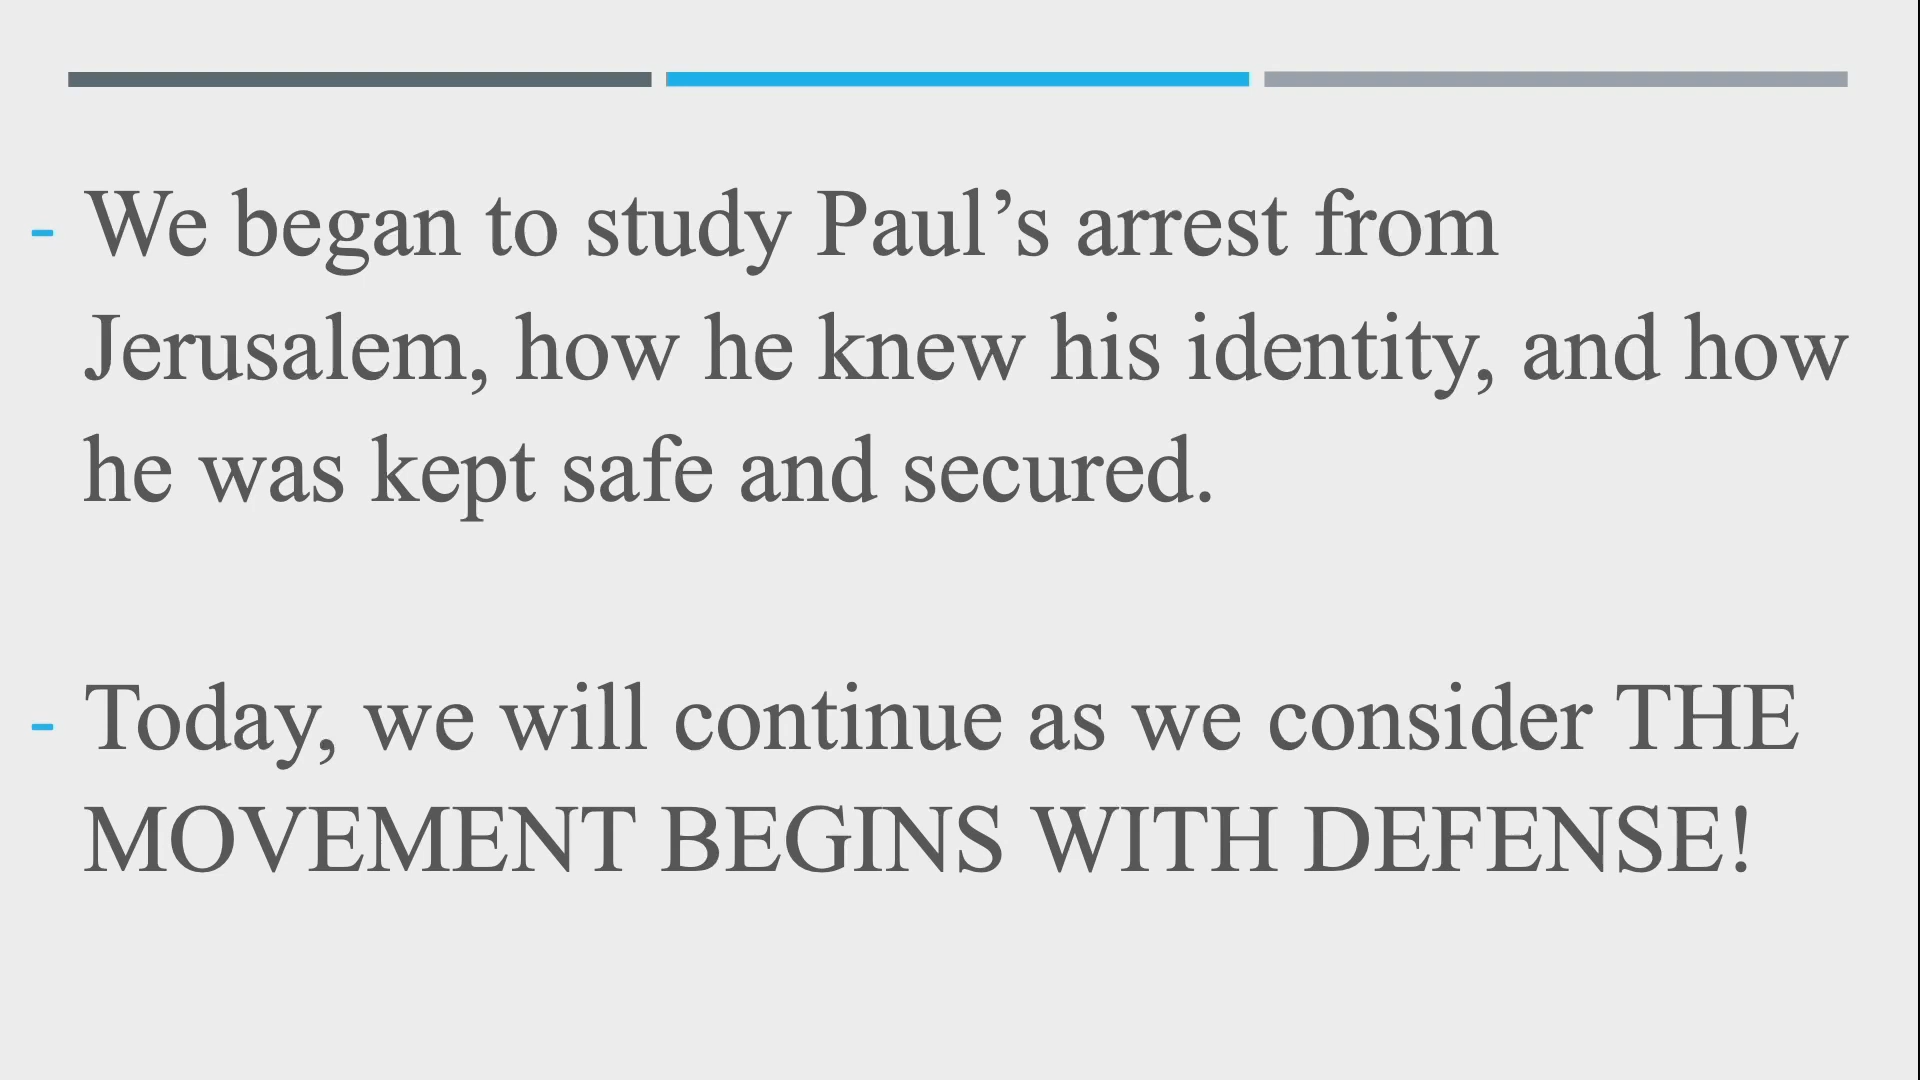 - We began to study Paul’s arrest from
Jerusalem, how he knew his identity, and how
he was kept safe and secured.
- Today, we will continue as we consider THE
MOVEMENT BEGINS WITH DEFENSE!